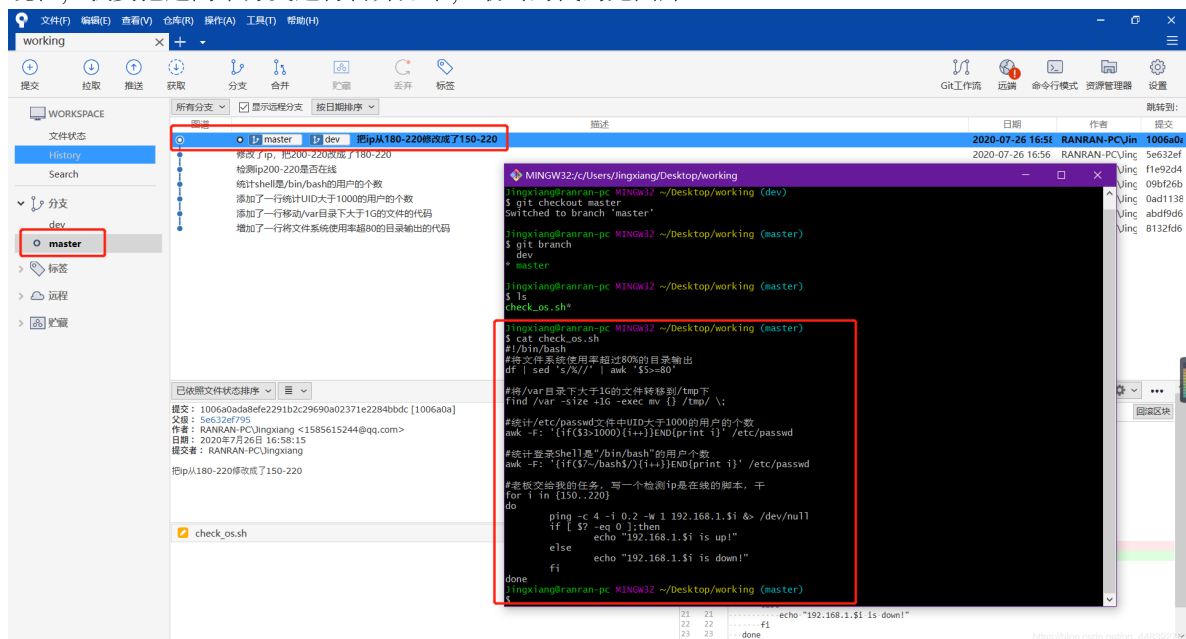 文件(F) 编辑(E) 查看(V) 仓库(R) 操作(A) 工具(T) 帮助(H)
working
提交 拉取 推送 获取 分支 合并 贮藏 丢弃 标签 Git工作流 远端 命令行模式 资源管理器 设置
WORKSPACE
文件状态
History
Search
分支
dev
master
标签
远程
贮藏
所有分支 显示远程分支 按日期排序 跳转到:
图谱 描述 日期 作者 提交
master dev 把ip从180-220修改成了150-220 2020-07-26 16:58 RANRAN-PC\Jin 1006a0a
修改了ip，把200-220改成了180-220 2020-07-26 16:56 RANRAN-PC\Jing 5e632ef
检测ip200-220是否在线 \Jing f1e92d4
统计shell是/bin/bash的用户的个数 \Jing 09bf26b
添加了一行统计UID大于1000的用户的个数 \Jing 0ad1138
添加了一行移动/var目录下大于1G的文件的代码 \Jing abdf9d6
增加了一行将文件系统使用率超80的目录输出的代码 \Jing 8132fd6
MINGW32:/c/Users/Jingxiang/Desktop/working
Jingxiang@ranran-pc MINGW32 ~/Desktop/working (dev)
$ git checkout master
Switched to branch 'master'
Jingxiang@ranran-pc MINGW32 ~/Desktop/working (master)
$ git branch
dev
* master
Jingxiang@ranran-pc MINGW32 ~/Desktop/working (master)
$ ls
check_os.sh*
Jingxiang@ranran-pc MINGW32 ~/Desktop/working (master)
$ cat check_os.sh
#!/bin/bash
#将文件系统使用率超过80%的目录输出
df | sed 's/%//' | awk '$5>=80'
#将/var目录下大于1G的文件转移到/tmp下
find /var -size +1G -exec mv {} /tmp/ \;
#统计/etc/passwd文件中UID大于1000的用户的个数
awk -F: '{if($3>1000){i++}}END{print i}' /etc/passwd
#统计登录Shell是"/bin/bash"的用户个数
awk -F: '{if($7~/bash$/){i++}}END{print i}' /etc/passwd
#老板交给我的任务，写一个检测ip是在线的脚本，干
for i in {150..220}
do
ping -c 4 -i 0.2 -W 1 192.168.1.$i &> /dev/null
if [ $? -eq 0 ];then
echo "192.168.1.$i is up!"
else
echo "192.168.1.$i is down!"
fi
done
Jingxiang@ranran-pc MINGW32 ~/Desktop/working (master)
$
已依照文件状态排序
提交： 1006a0ada8efe2291b2c29690a02371e2284bbdc [1006a0a]
父级： 5e632ef795
作者： RANRAN-PC\Jingxiang <1585615244@qq.com>
日期： 2020年7月26日 16:58:15
提交者： RANRAN-PC\Jingxiang
把ip从180-220修改成了150-220
check_os.sh
回滚区块
21 21 echo "192.168.1.$i is down!"
22 22 fi
23 23 done